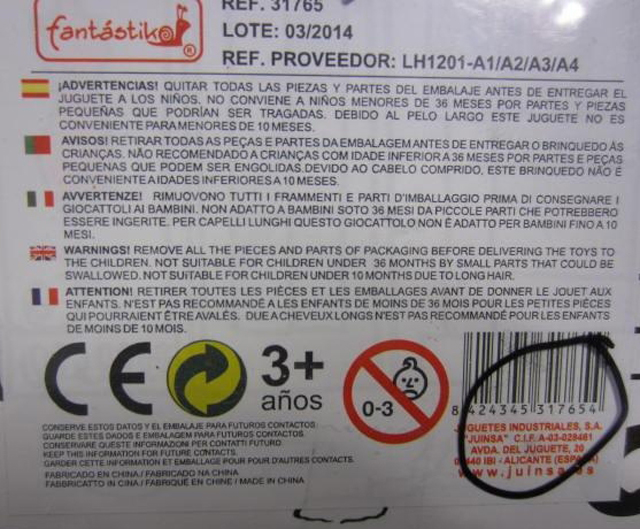 fantástiko
REF. 31765
LOTE: 03/2014
REF. PROVEEDOR: LH1201-A1/A2/A3/A4
¡ADVERTENCIAS! QUITAR TODAS LAS PIEZAS Y PARTES DEL EMBALAJE ANTES DE ENTREGAR EL
JUGUETE A LOS NIÑOS. NO CONVIENE A NIÑOS MENORES DE 36 MESES POR PARTES Y PIEZAS
PEQUEÑAS QUE PODRÍAN SER TRAGADAS. DEBIDO AL PELO LARGO ESTE JUGUETE NO ES
CONVENIENTE PARA MENORES DE 10 MESES.
AVISOS! RETIRAR TODAS AS PEÇAS E PARTES DA EMBALAGEM ANTES DE ENTREGAR O BRINQUEDO ÀS
CRIANÇAS. NÃO RECOMENDADO A CRIANÇAS COM IDADE INFERIOR A 36 MESES POR PARTES E PEÇAS
PEQUENAS QUE PODEM SER ENGOLIDAS.DEVIDO AO CABELO COMPRIDO, ESTE BRINQUEDO NÃO É
CONVENIENTE A IDADES INFERIORES A 10 MESES.
AVVERTENZE! RIMUOVONO TUTTI I FRAMMENTI E PARTI D'IMBALLAGGIO PRIMA DI CONSEGNARE I
GIOCATTOLI AI BAMBINI. NON ADATTO A BAMBINI SOTO 36 MESI DA PICCOLE PARTI CHE POTREBBERO
ESSERE INGERITE. PER CAPELLI LUNGHI QUESTO GIOCATTOLO NON È ADATTO PER BAMBINI FINO A 10
MESI.
WARNINGS! REMOVE ALL THE PIECES AND PARTS OF PACKAGING BEFORE DELIVERING THE TOYS TO
THE CHILDREN. NOT SUITABLE FOR CHILDREN UNDER 36 MONTHS BY SMALL PARTS THAT COULD BE
SWALLOWED. NOT SUITABLE FOR CHILDREN UNDER 10 MONTHS DUE TO LONG HAIR.
ATTENTION! RETIRER TOUTES LES PIÈCES ET LES EMBALLAGES AVANT DE DONNER LE JOUET AUX
ENFANTS. N'EST PAS RECOMMANDÉ A LES ENFANTS DE MOINS DE 36 MOIS POUR LES PETITES PIÈCES
QUI POURRAIENT ÊTRE AVALÉS. DUE A CHEVEUX LONGS N'EST PAS RECOMMANDÉ POUR LES ENFANTS
DE MOINS DE 10 MOIS.
CE
3+
años
0-3
8 424345 317654
JUGUETES INDUSTRIALES, S.A.
"JUINSA" C.I.F. A-03-028461
AVDA. DEL JUGUETE, 20
03440 IBI - ALICANTE (ESPAÑA)
www.juinsa.es
CONSERVE ESTOS DATOS Y EL EMBALAJE PARA FUTUROS CONTACTOS
GUARDE ESTES DADOS E EMBALAGEM PARA FUTUROS CONTACTOS.
CONSERVARE QUESTE INFORMAZIONI PER CONTATTI FUTURO
KEEP THIS INFORMATION FOR FUTURE CONTACTS.
GARDER CETTE INFORMATION ET EMBALLAGE POUR POUR D'AUTRES CONTACTS.
FABRICADO EN CHINA / FABRICADO NA CHINA
FABBRICATTO IN CINA / FABRIQUÉ EN CHINE / MADE IN CHINA